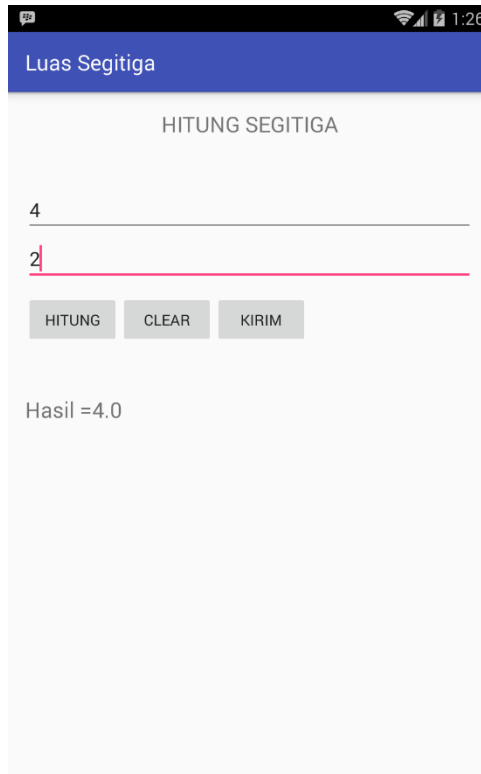 1:26
Luas Segitiga
HITUNG SEGITIGA
4
2
HITUNG CLEAR KIRIM
Hasil =4.0